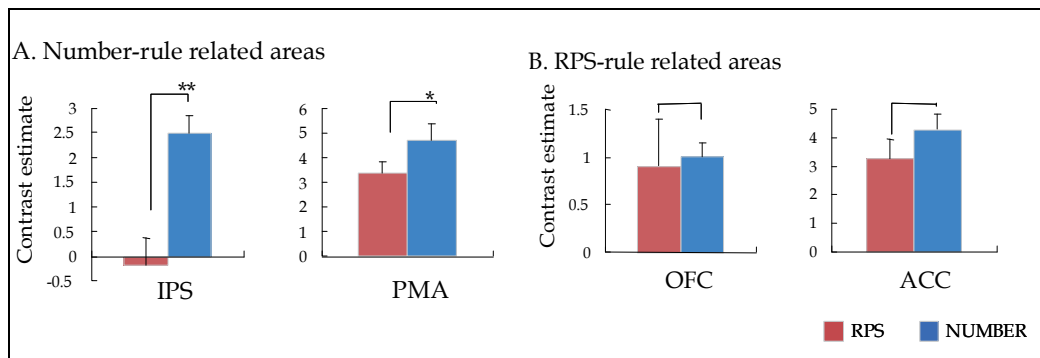 A. Number-rule related areas
B. RPS-rule related areas
Contrast estimate
3
2.5
2
1.5
1
0.5
0
-0.5
**
IPS
6
5
4
3
2
1
0
*
PMA
Contrast estimate
1.5
1
0.5
0
OFC
5
4
3
2
1
0
ACC
RPS
NUMBER